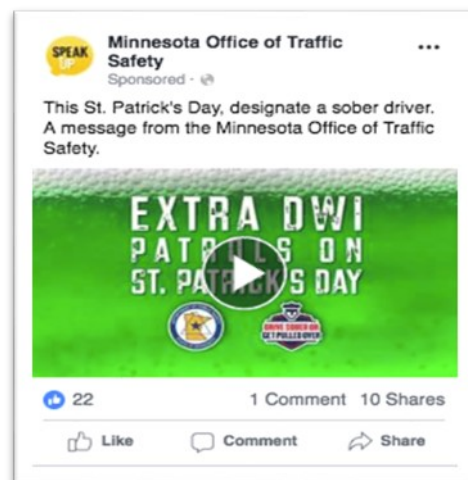 SPEAK
UP
Minnesota Office of Traffic
Safety
Sponsored ·
This St. Patrick's Day, designate a sober driver.
A message from the Minnesota Office of Traffic
Safety.
EXTRA DWI
PATROLS ON
ST. PATRICK'S DAY
DRIVE SOBER OR
GET PULLED OVER
22
1 Comment 10 Shares
Like Comment Share